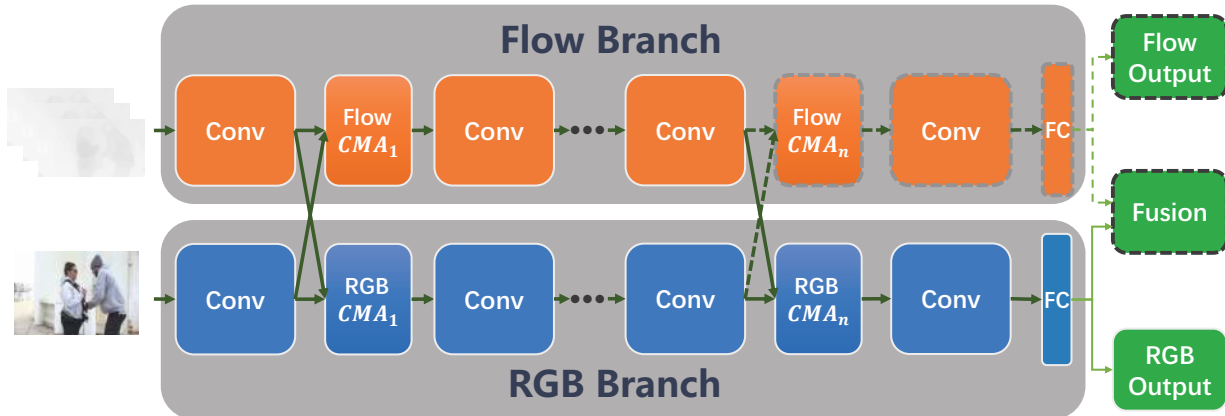 Flow Branch
Conv
Flow
CMA₁
Conv
•••
Conv
Flow
CMAₙ
Conv
FC
Flow
Output
Fusion
Conv
RGB
CMA₁
Conv
•••
Conv
RGB
CMAₙ
Conv
FC
RGB
Output
RGB Branch